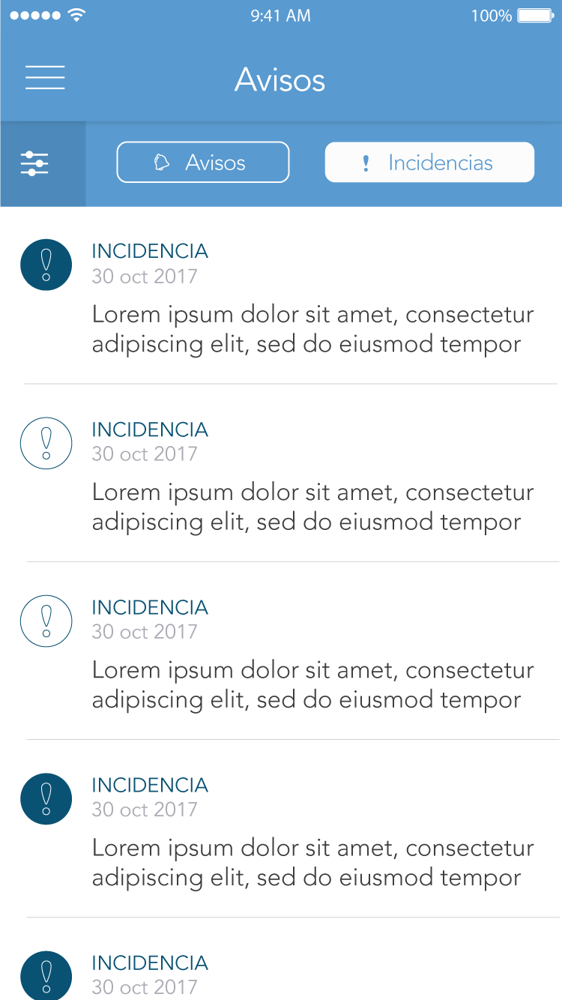 9:41 AM 100%
Avisos
Avisos Incidencias
INCIDENCIA
30 oct 2017
Lorem ipsum dolor sit amet, consectetur
adipiscing elit, sed do eiusmod tempor
INCIDENCIA
30 oct 2017
Lorem ipsum dolor sit amet, consectetur
adipiscing elit, sed do eiusmod tempor
INCIDENCIA
30 oct 2017
Lorem ipsum dolor sit amet, consectetur
adipiscing elit, sed do eiusmod tempor
INCIDENCIA
30 oct 2017
Lorem ipsum dolor sit amet, consectetur
adipiscing elit, sed do eiusmod tempor
INCIDENCIA
30 oct 2017